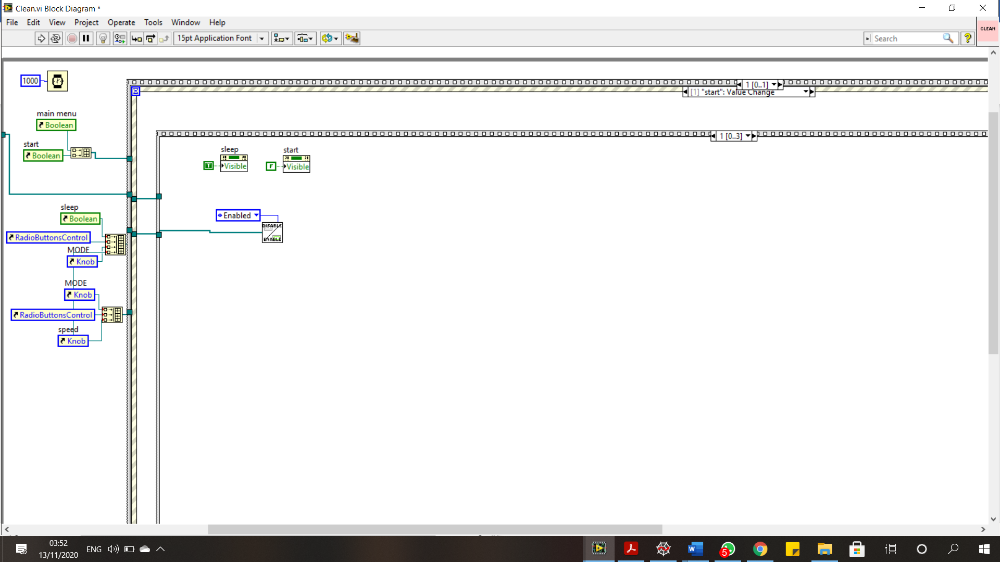 Clean.vi Block Diagram *
File Edit View Project Operate Tools Window Help
15pt Application Font
Search
CLEAN
1000
1 [0..1]
[1] "start": Value Change
main menu
Boolean
start
Boolean
1 [0..3]
sleep
start
T
Visible
F
Visible
sleep
Boolean
Enabled
RadioButtonsControl
DISABLE
ENABLE
MODE
Knob
MODE
Knob
RadioButtonsControl
speed
Knob
03:52
13/11/2020
ENG
W
5